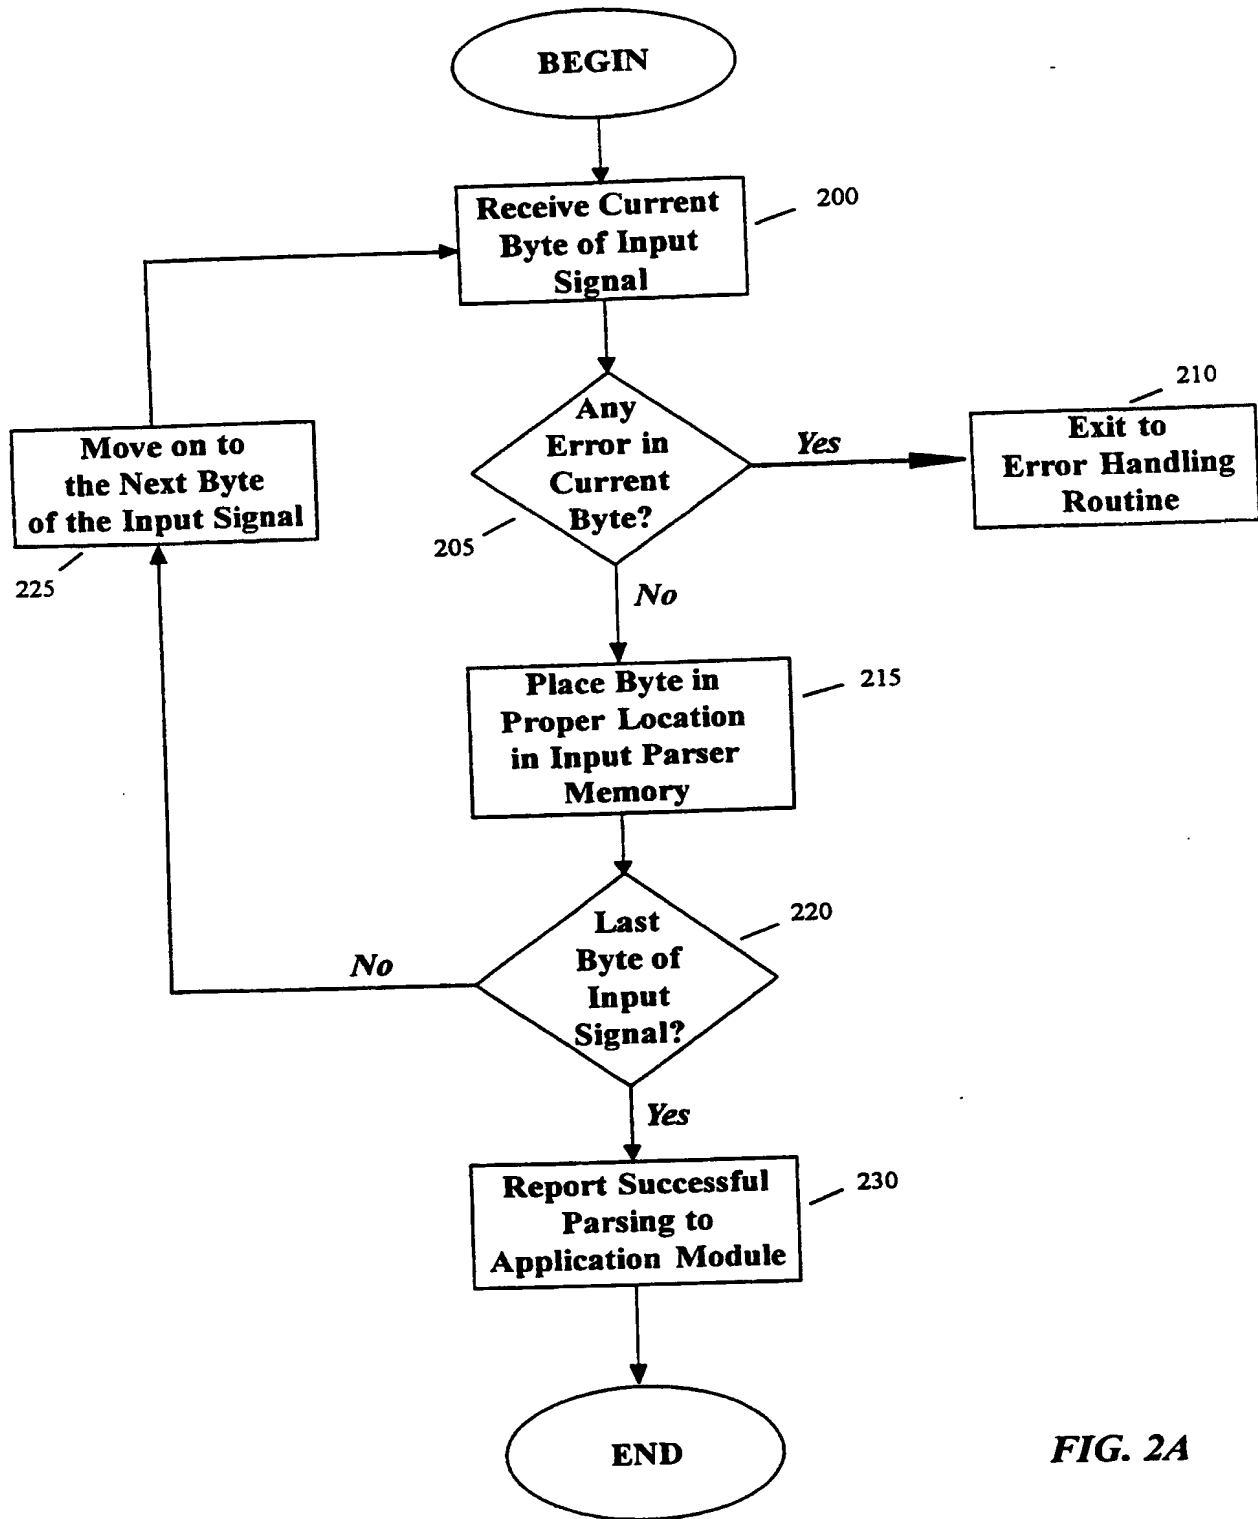 BEGIN
Receive Current
Byte of Input
Signal
200
Any
Error in
Current
Byte?
205
Yes
210
Exit to
Error Handling
Routine
Move on to
the Next Byte
of the Input Signal
225
No
Place Byte in
Proper Location
in Input Parser
Memory
215
Last
Byte of
Input
Signal?
220
No
Yes
Report Successful
Parsing to
Application Module
230
END
FIG. 2A